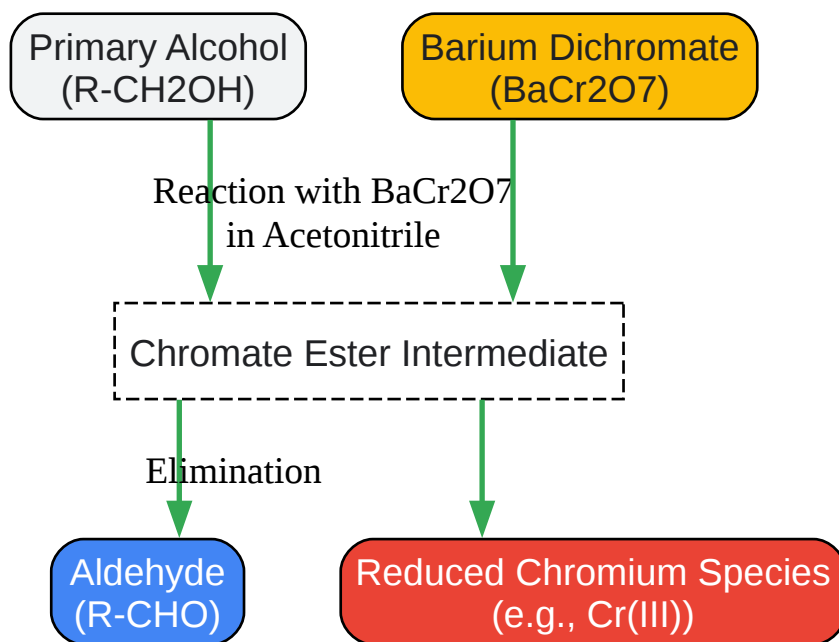 Primary Alcohol
(R-CH2OH)
Barium Dichromate
(BaCr2O7)
Reaction with BaCr2O7
in Acetonitrile
Chromate Ester Intermediate
Elimination
Aldehyde
(R-CHO)
Reduced Chromium Species
(e.g., Cr(III))